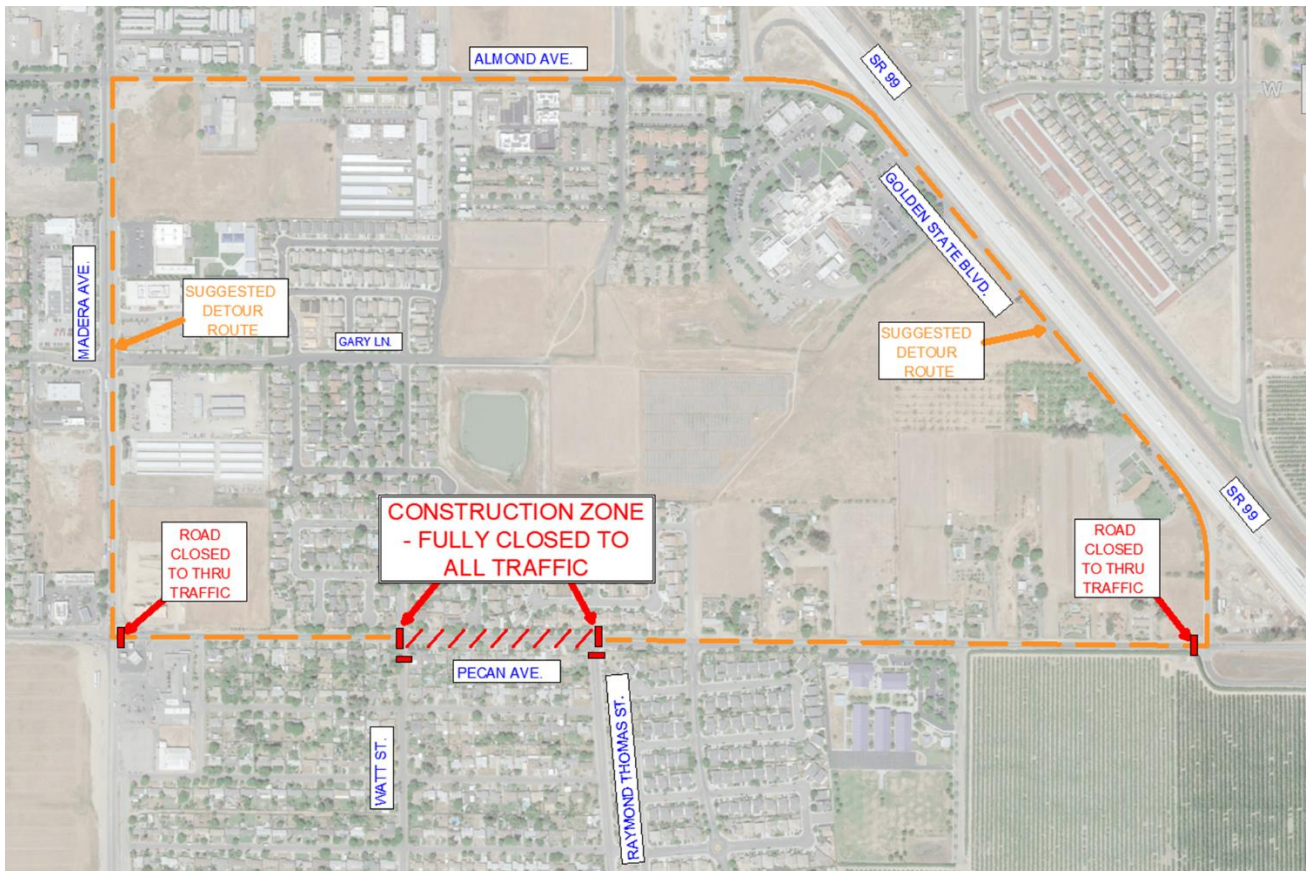 ALMOND AVE.
SR 99
W
GOLDEN STATE BLVD.
MADERA AVE.
SUGGESTED
DETOUR
ROUTE
GARY LN.
SUGGESTED
DETOUR
ROUTE
SR 99
CONSTRUCTION ZONE
- FULLY CLOSED TO
ALL TRAFFIC
ROAD
CLOSED
TO THRU
TRAFFIC
ROAD
CLOSED
TO THRU
TRAFFIC
PECAN AVE.
WATT ST.
RAYMOND THOMAS ST.